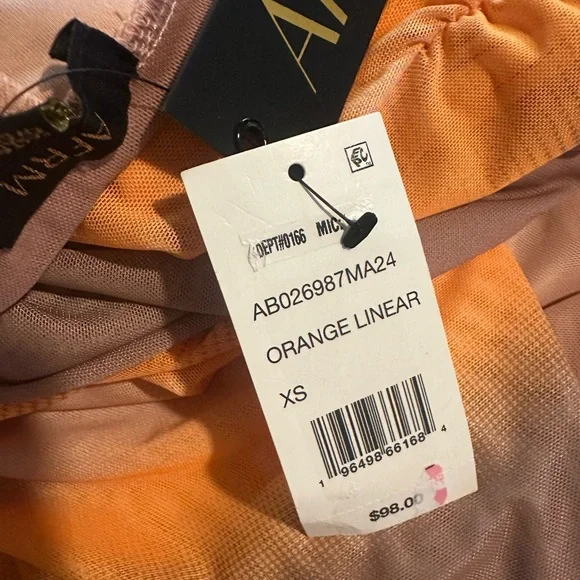 AFRM
DEPT#0166
AB026987MA24
ORANGE LINEAR
XS
1 96498 66168 4
$98.00